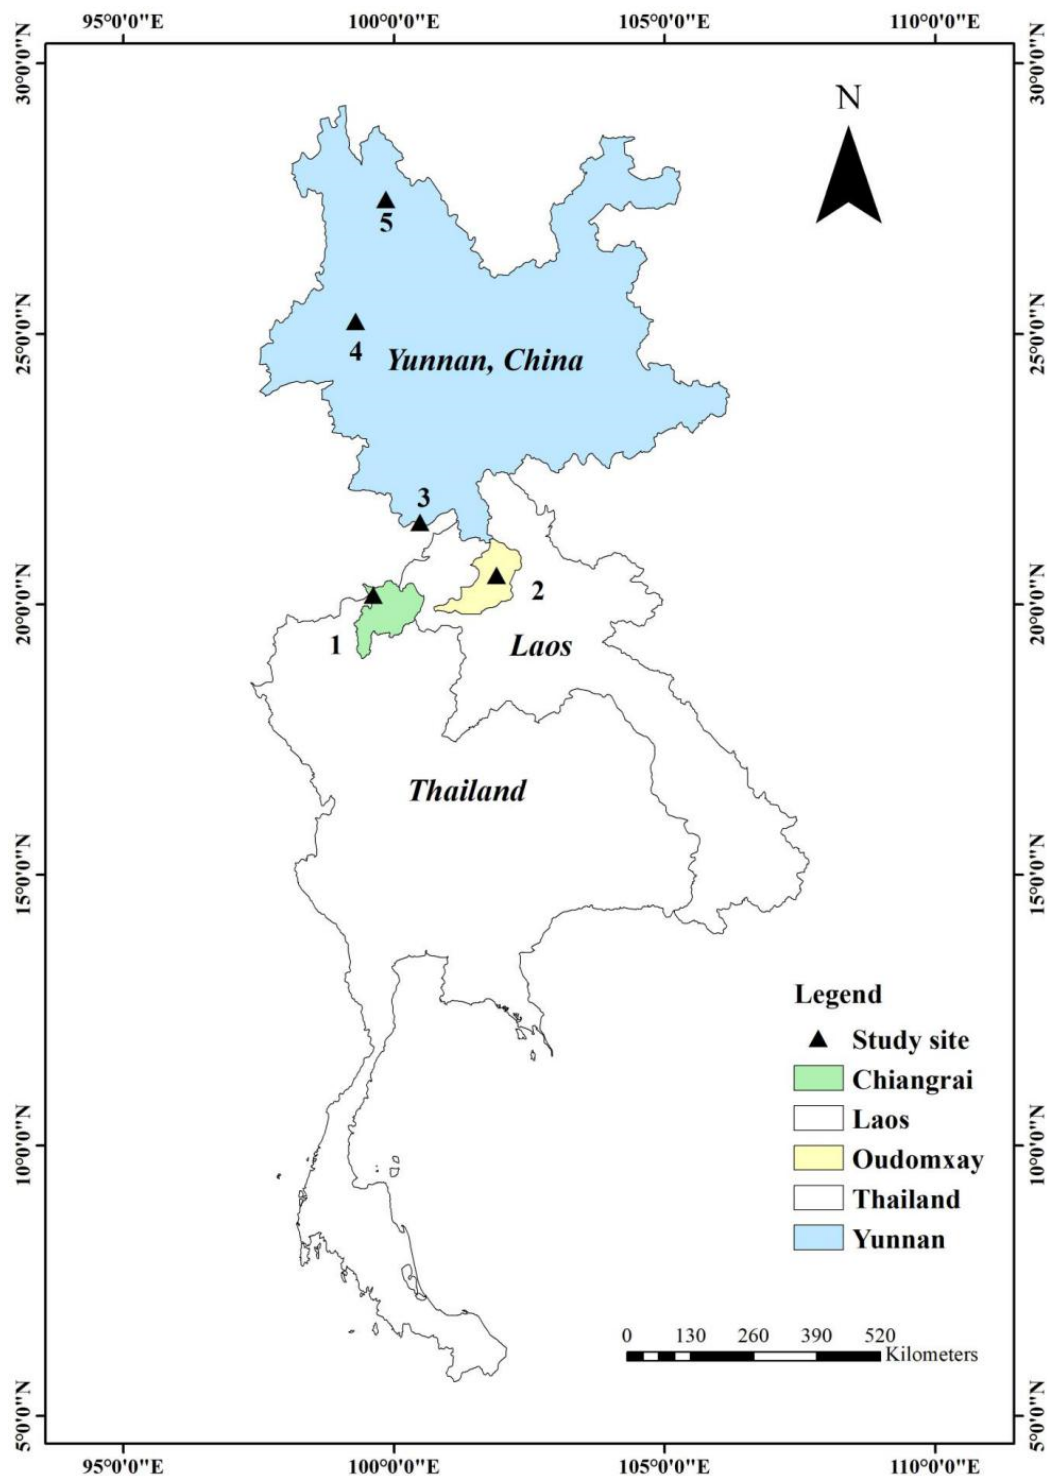 95°0'0"E 100°0'0"E 105°0'0"E 110°0'0"E
30°0'0"N
30°0'0"N
N
5
25°0'0"N
25°0'0"N
4
Yunnan, China
3
2
20°0'0"N
20°0'0"N
1
Laos
Thailand
15°0'0"N
15°0'0"N
Legend
Study site
Chiangrai
Laos
Oudomxay
Thailand
Yunnan
10°0'0"N
10°0'0"N
0 130 260 390 520
Kilometers
5°0'0"N
5°0'0"N
95°0'0"E 100°0'0"E 105°0'0"E 110°0'0"E